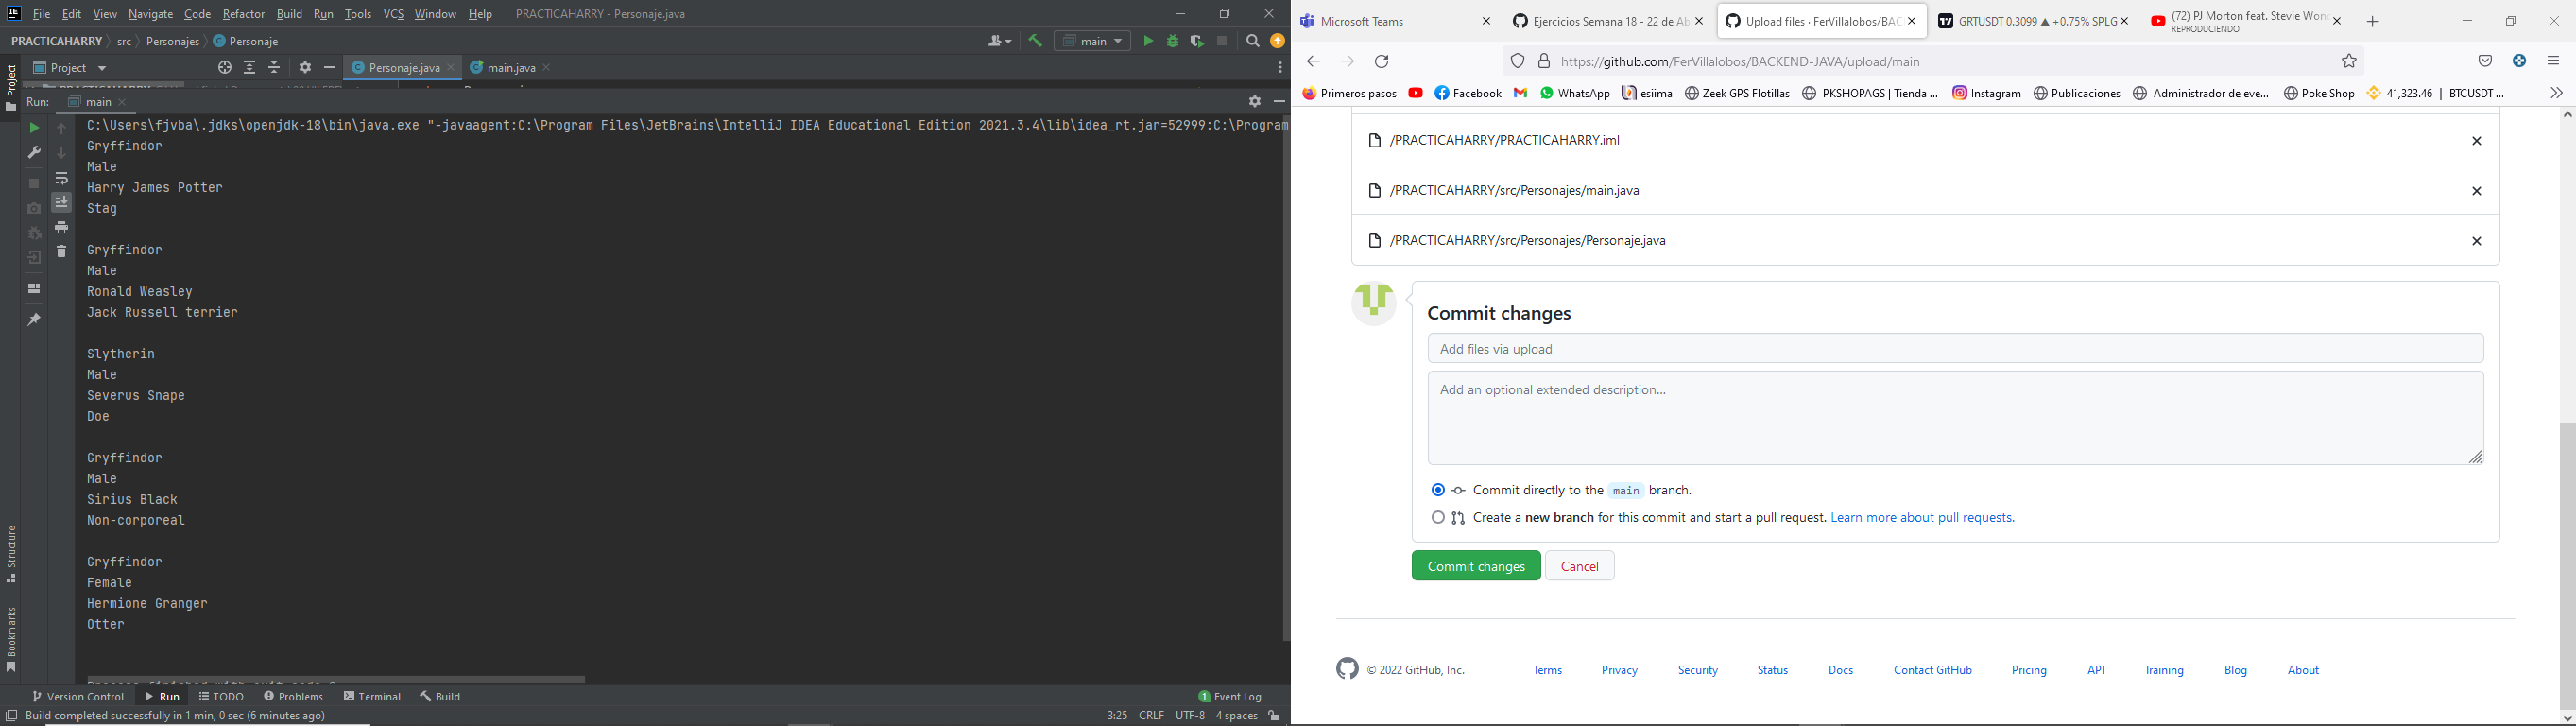 File Edit View Navigate Code Refactor Build Run Tools VCS Window Help PRACTICAHARRY - Personaje.java
PRACTICAHARRY src Personajes Personaje main
Project Personaje.java main.java
Run: main
C:\Users\fjvba\.jdks\openjdk-18\bin\java.exe "-javaagent:C:\Program Files\JetBrains\IntelliJ IDEA Educational Edition 2021.3.4\lib\idea_rt.jar=52999:C:\Program
Gryffindor
Male
Harry James Potter
Stag
Gryffindor
Male
Ronald Weasley
Jack Russell terrier
Slytherin
Male
Severus Snape
Doe
Gryffindor
Male
Sirius Black
Non-corporeal
Gryffindor
Female
Hermione Granger
Otter
Project
Structure
Bookmarks
Version Control Run TODO Problems Terminal Build 1 Event Log
Build completed successfully in 1 min, 0 sec (6 minutes ago) 3:25 CRLF UTF-8 4 spaces
Microsoft Teams Ejercicios Semana 18 - 22 de Ab Upload files · FerVillalobos/BAC GRTUSDT 0.3099 ▲ +0.75% SPLG (72) PJ Morton feat. Stevie Won
REPRODUCIENDO
https://github.com/FerVillalobos/BACKEND-JAVA/upload/main
Primeros pasos Facebook WhatsApp esiima Zeek GPS Flotillas PKSHOPAGS | Tienda ... Instagram Publicaciones Administrador de eve... Poke Shop 41,323.46 | BTCUSDT ...
/PRACTICAHARRY/PRACTICAHARRY.iml
/PRACTICAHARRY/src/Personajes/main.java
/PRACTICAHARRY/src/Personajes/Personaje.java
Commit changes
Add files via upload
Add an optional extended description...
Commit directly to the main branch.
Create a new branch for this commit and start a pull request. Learn more about pull requests.
Commit changes Cancel
© 2022 GitHub, Inc. Terms Privacy Security Status Docs Contact GitHub Pricing API Training Blog About